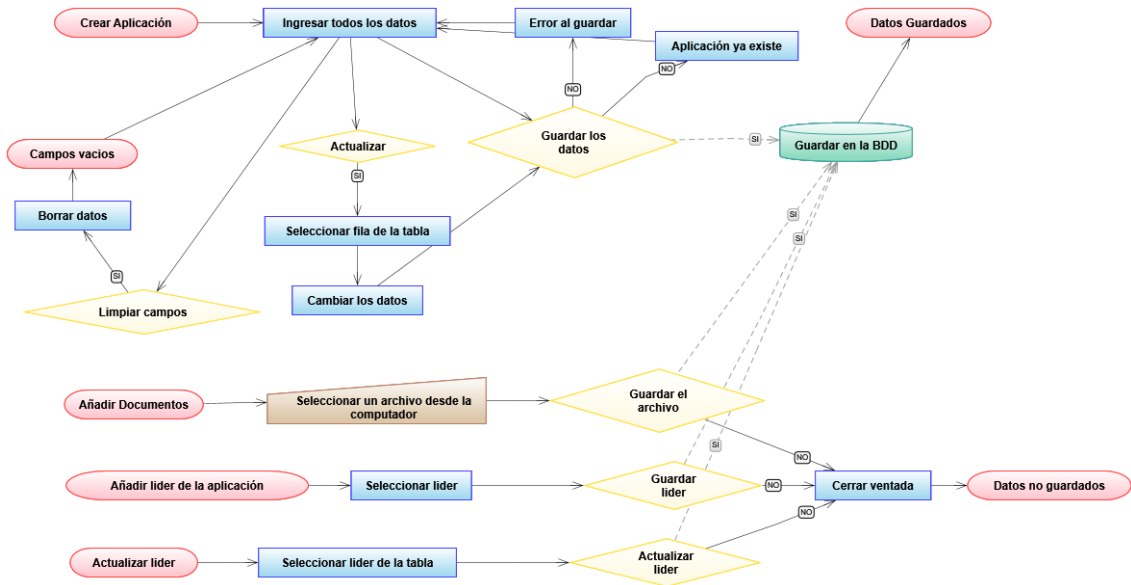 Crear Aplicación
Ingresar todos los datos
Error al guardar
Datos Guardados
Aplicación ya existe
NO
NO
Campos vacios
Actualizar
Guardar los
datos
SI
Guardar en la BDD
SI
Borrar datos
SI
Seleccionar fila de la tabla
SI
SI
Limpiar campos
Cambiar los datos
Añadir Documentos
Seleccionar un archivo desde la
computador
Guardar el
archivo
SI
NO
Añadir lider de la aplicación
Seleccionar lider
Guardar
lider
NO
Cerrar ventada
Datos no guardados
NO
Actualizar lider
Seleccionar lider de la tabla
Actualizar
lider